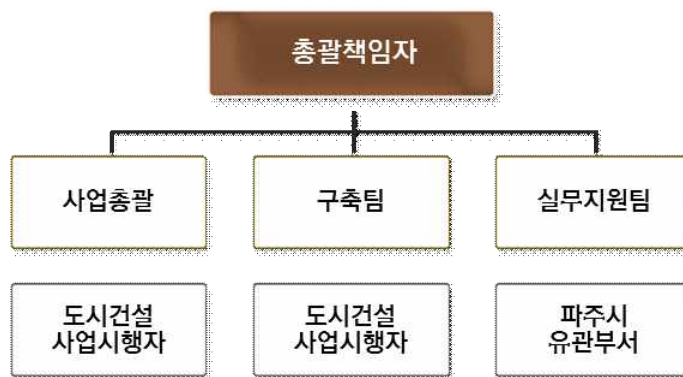 총괄책임자
사업총괄
구축팀
실무지원팀
도시건설
사업시행자
도시건설
사업시행자
파주시
유관부서